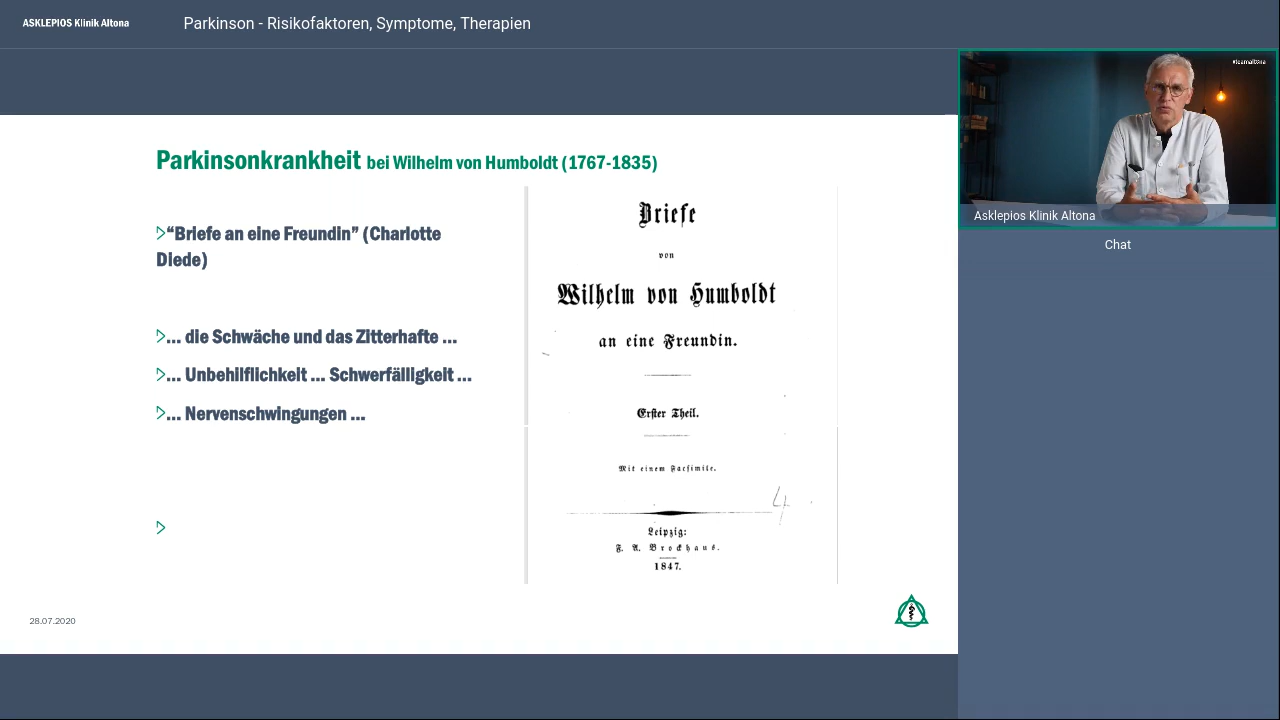 ASKLEPIOS Klinik Altona
Parkinson - Risikofaktoren, Symptome, Therapien
#teamaltona
Asklepios Klinik Altona
Chat
Parkinsonkrankheit bei Wilhelm von Humboldt (1767-1835)
“Briefe an eine Freundin” (Charlotte
Diede)
... die Schwäche und das Zitterhafte ...
... Unbehilflichkeit ... Schwerfälligkeit ...
... Nervenschwingungen ...
Briefe
von
Wilhelm von Humboldt
an eine Freundin.
Erster Theil.
Mit einem Facsimile.
4
Leipzig:
F. A. Brockhaus.
1847.
28.07.2020